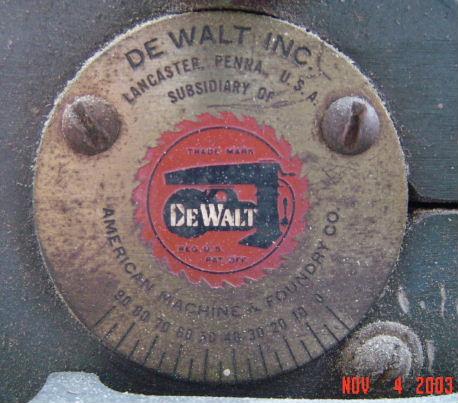 DE WALT INC.
LANCASTER, PENNA., U.S.A.
SUBSIDIARY OF
TRADE MARK
DEWALT
REG. U.S.
PAT. OFF.
AMERICAN MACHINE & FOUNDRY CO.
90 80 70 60 50 40 30 20 10 0
NOV 4 2003